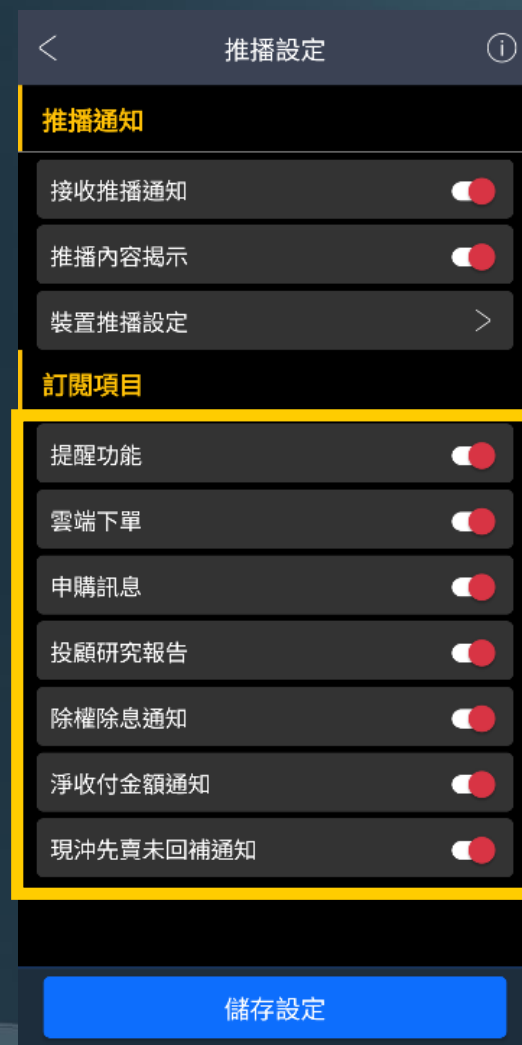 推播設定
推播通知
接收推播通知
推播內容揭示
裝置推播設定
訂閱項目
提醒功能
雲端下單
申購訊息
投顧研究報告
除權除息通知
淨收付金額通知
現沖先賣未回補通知
儲存設定